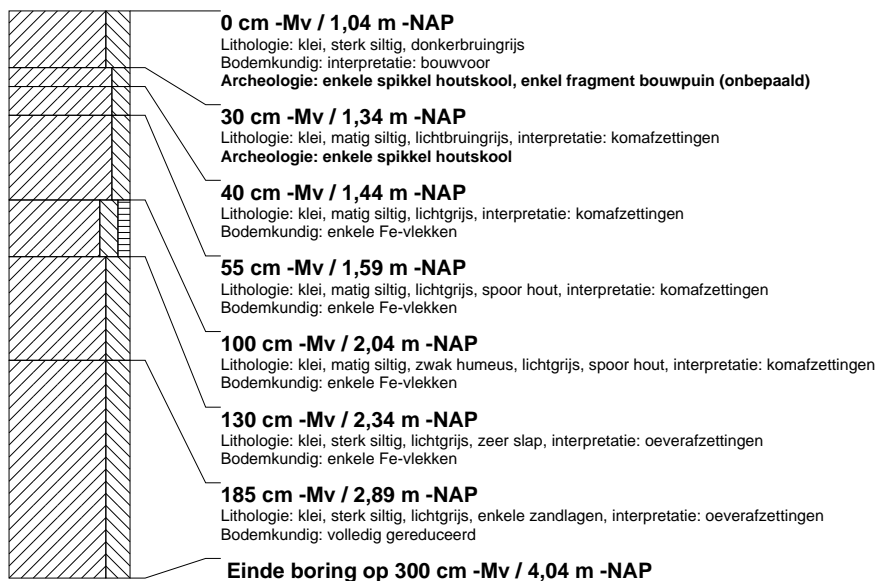 0 cm -Mv / 1,04 m -NAP
Lithologie: klei, sterk siltig, donkerbruingrijs
Bodemkundig: interpretatie: bouwvoor
Archeologie: enkele spikkel houtskool, enkel fragment bouwpuin (onbepaald)
30 cm -Mv / 1,34 m -NAP
Lithologie: klei, matig siltig, lichtbruingrijs, interpretatie: komafzettingen
Archeologie: enkele spikkel houtskool
40 cm -Mv / 1,44 m -NAP
Lithologie: klei, matig siltig, lichtgrijs, interpretatie: komafzettingen
Bodemkundig: enkele Fe-vlekken
55 cm -Mv / 1,59 m -NAP
Lithologie: klei, matig siltig, lichtgrijs, spoor hout, interpretatie: komafzettingen
Bodemkundig: enkele Fe-vlekken
100 cm -Mv / 2,04 m -NAP
Lithologie: klei, matig siltig, zwak humeus, lichtgrijs, spoor hout, interpretatie: komafzettingen
Bodemkundig: enkele Fe-vlekken
130 cm -Mv / 2,34 m -NAP
Lithologie: klei, sterk siltig, lichtgrijs, zeer slap, interpretatie: oeverafzettingen
Bodemkundig: enkele Fe-vlekken
185 cm -Mv / 2,89 m -NAP
Lithologie: klei, sterk siltig, lichtgrijs, enkele zandlagen, interpretatie: oeverafzettingen
Bodemkundig: volledig gereduceerd
Einde boring op 300 cm -Mv / 4,04 m -NAP